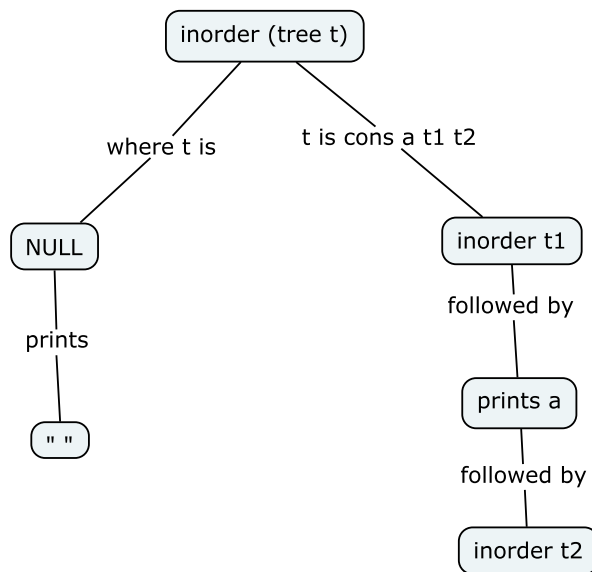 inorder (tree t)
where t is
t is cons a t1 t2
NULL
inorder t1
prints
followed by
" "
prints a
followed by
inorder t2